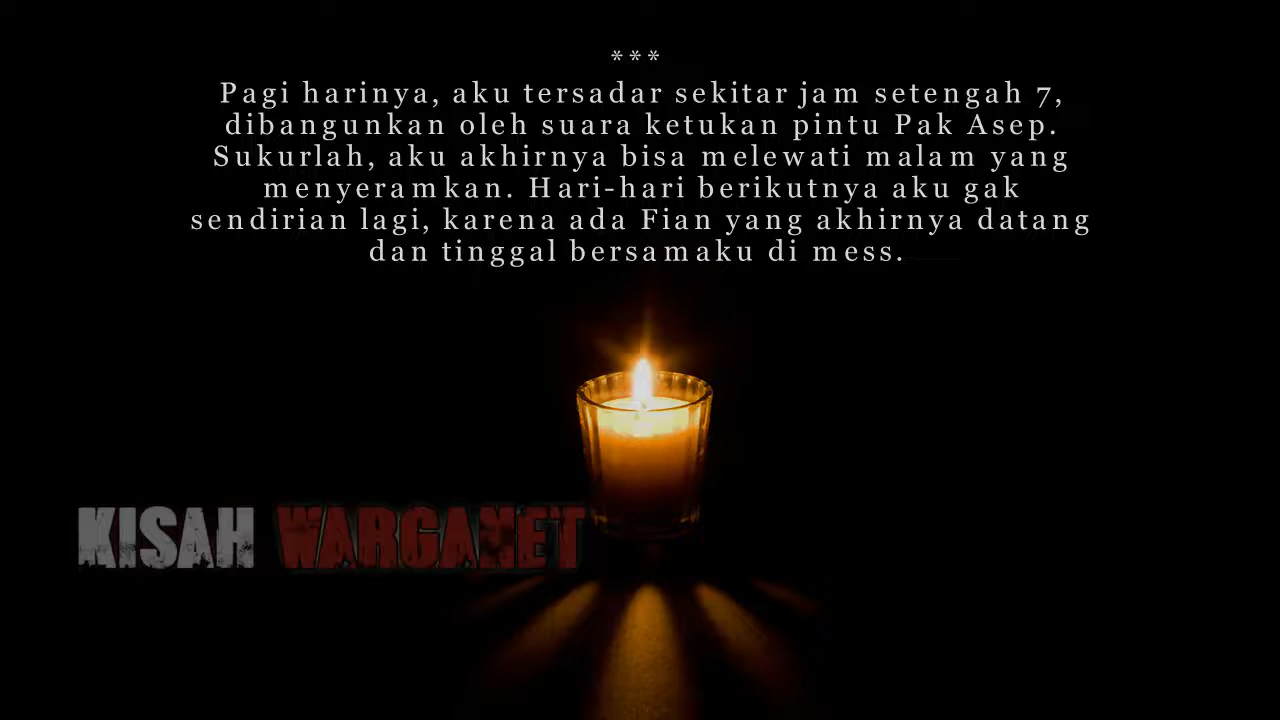 ***
Pagi harinya, aku tersadar sekitar jam setengah 7,
dibangunkan oleh suara ketukan pintu Pak Asep.
Sukurlah, aku akhirnya bisa melewati malam yang
menyeramkan. Hari-hari berikutnya aku gak
sendirian lagi, karena ada Fian yang akhirnya datang
dan tinggal bersamaku di mess.
KISAH WARGANET